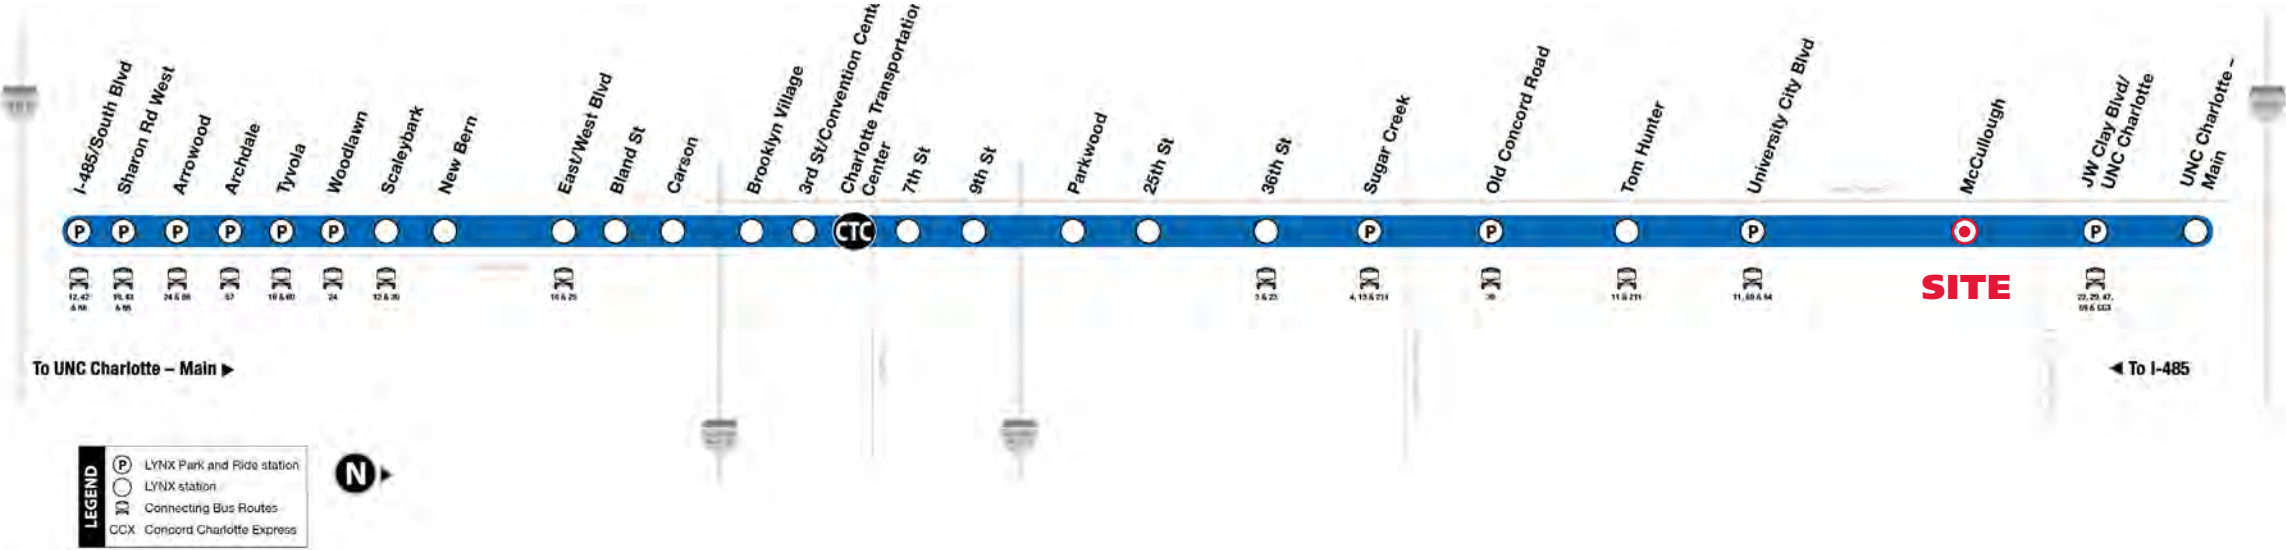 I-485/South Blvd
Sharon Rd West
Arrowood
Archdale
Tyvola
Woodlawn
Scaleybark
New Bern
East/West Blvd
Bland St
Carson
Brooklyn Village
3rd St/Convention Cente
Charlotte Transportation
Center
7th St
9th St
Parkwood
25th St
36th St
Sugar Creek
Old Concord Road
Tom Hunter
University City Blvd
McCullough
JW Clay Blvd/
UNC Charlotte
UNC Charlotte –
Main
P P P P P P CTC P P P P
24
SITE
To UNC Charlotte – Main
To I-485
LEGEND
P LYNX Park and Ride station
LYNX station
Connecting Bus Routes
CCX Concord Charlotte Express
N